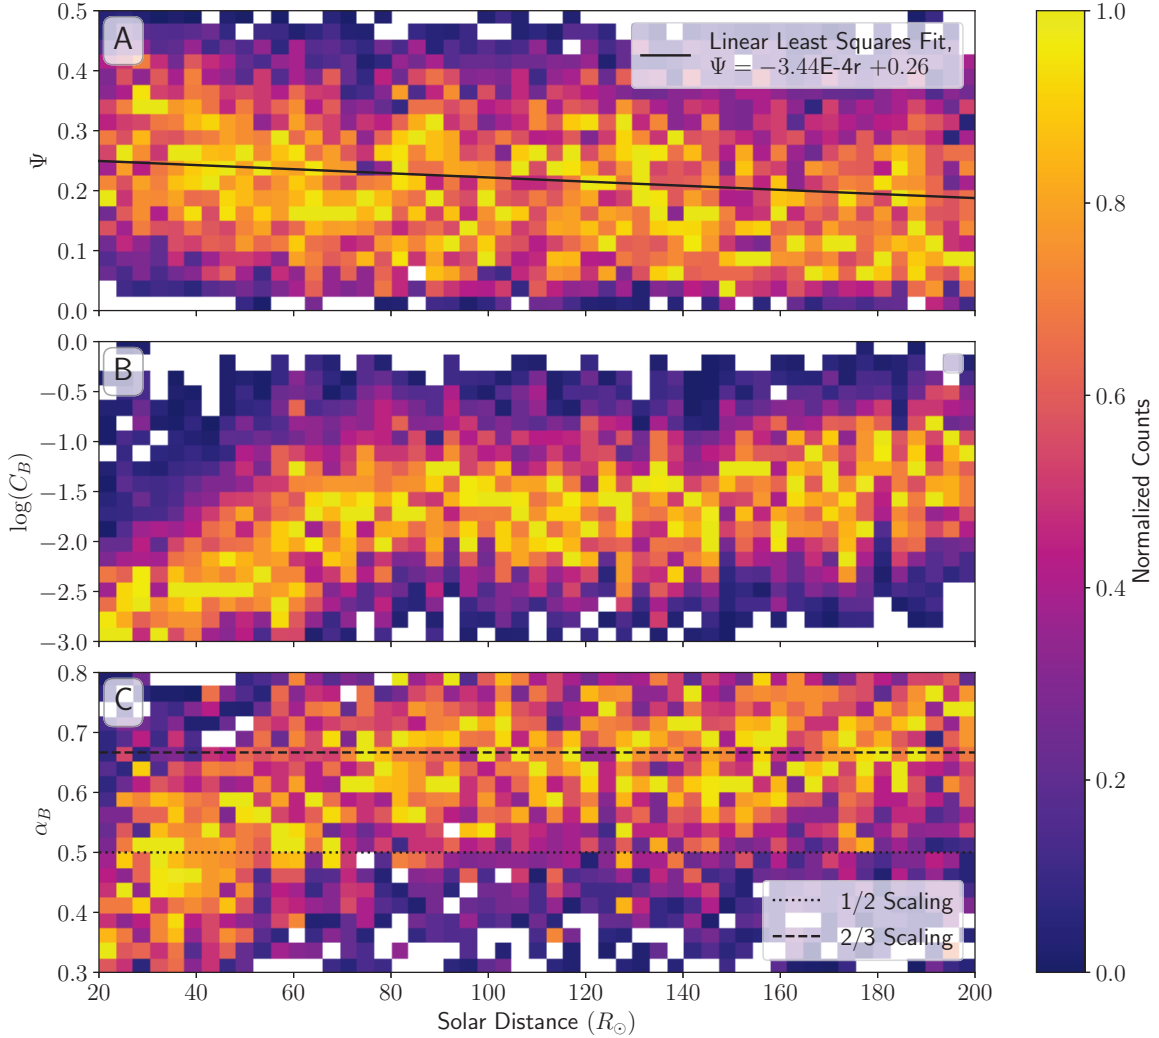 A
Linear Least Squares Fit,
Ψ = −3.44E-4r +0.26
0.5
0.4
0.3
0.2
0.1
0.0
Ψ
B
0.0
−0.5
−1.0
−1.5
−2.0
−2.5
−3.0
log(C_B)
C
0.8
0.7
0.6
0.5
0.4
0.3
α_B
1/2 Scaling
2/3 Scaling
20 40 60 80 100 120 140 160 180 200
Solar Distance (R_⊙)
1.0
0.8
0.6
0.4
0.2
0.0
Normalized Counts